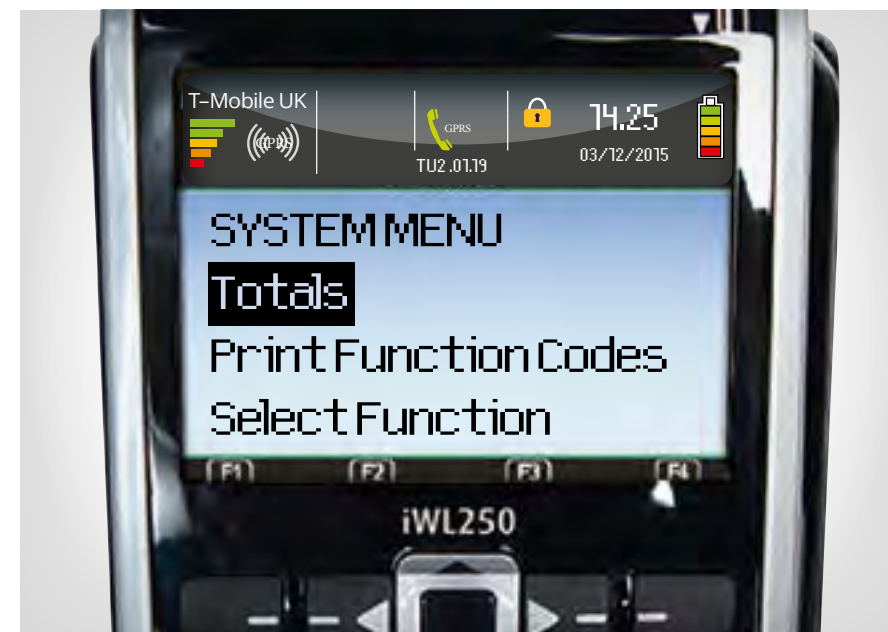 T-Mobile UK
GPRS
GPRS
TU2 .01.19
14.25
03/12/2015
SYSTEM MENU
Totals
Print Function Codes
Select Function
F1 F2 F3 F4
iWL250